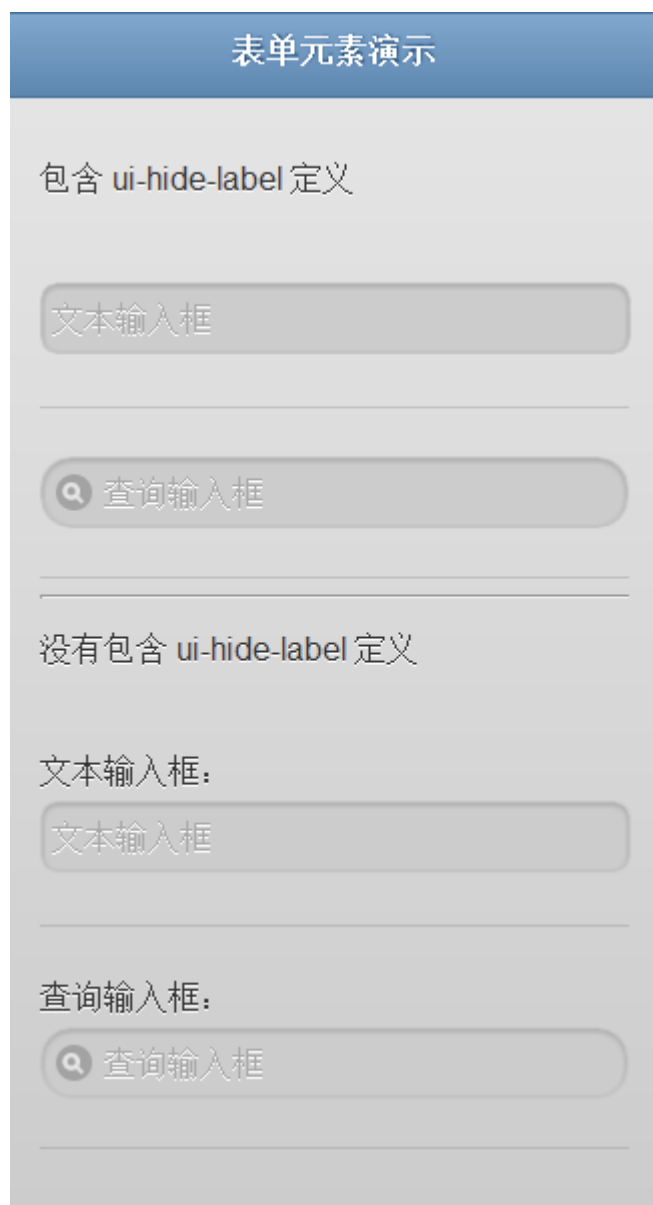 表单元素演示
包含 ui-hide-label 定义
文本输入框
查询输入框
没有包含 ui-hide-label 定义
文本输入框：
文本输入框
查询输入框：
查询输入框